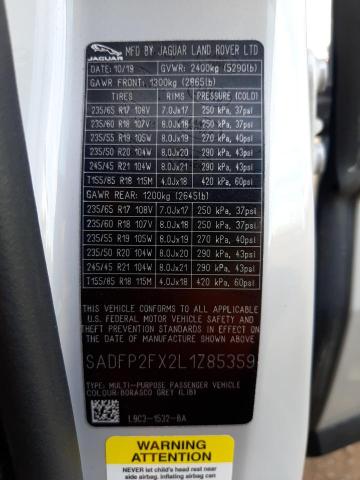 JAGUAR
MFD BY JAGUAR LAND ROVER LTD
DATE: 10/19 GVWR: 2400kg (5290lb)
GAWR FRONT: 1300kg (2865lb)
TIRES RIMS PRESSURE (COLD)
235/65 R17 108V 7.0Jx17 250 kPa, 37psi
235/60 R18 107V 8.0Jx18 250 kPa, 37psi
235/55 R19 105W 8.0Jx19 270 kPa, 40psi
235/50 R20 104W 8.0Jx20 290 kPa, 43psi
245/45 R21 104W 8.0Jx21 290 kPa, 43psi
T155/85 R18 115M 4.0Jx18 420 kPa, 60psi
GAWR REAR: 1200kg (2645lb)
235/65 R17 108V 7.0Jx17 250 kPa, 37psi
235/60 R18 107V 8.0Jx18 250 kPa, 37psi
235/55 R19 105W 8.0Jx19 270 kPa, 40psi
235/50 R20 104W 8.0Jx20 290 kPa, 43psi
245/45 R21 104W 8.0Jx21 290 kPa, 43psi
T155/85 R18 115M 4.0Jx18 420 kPa, 60psi
THIS VEHICLE CONFORMS TO ALL APPLICABLE
U.S. FEDERAL MOTOR VEHICLE SAFETY,
THEFT PREVENTION STANDARDS IN EFFECT ON
DATE OF MANUFACTURE SHOWN ABOVE
SADFP2FX2L1Z85359
TYPE: MULTI-PURPOSE PASSENGER VEHICLE
COLOUR:BORASCO GREY (LIB)
L9C3-1532-BA
WARNING
NEVER let child's head rest near
inflating airbag can